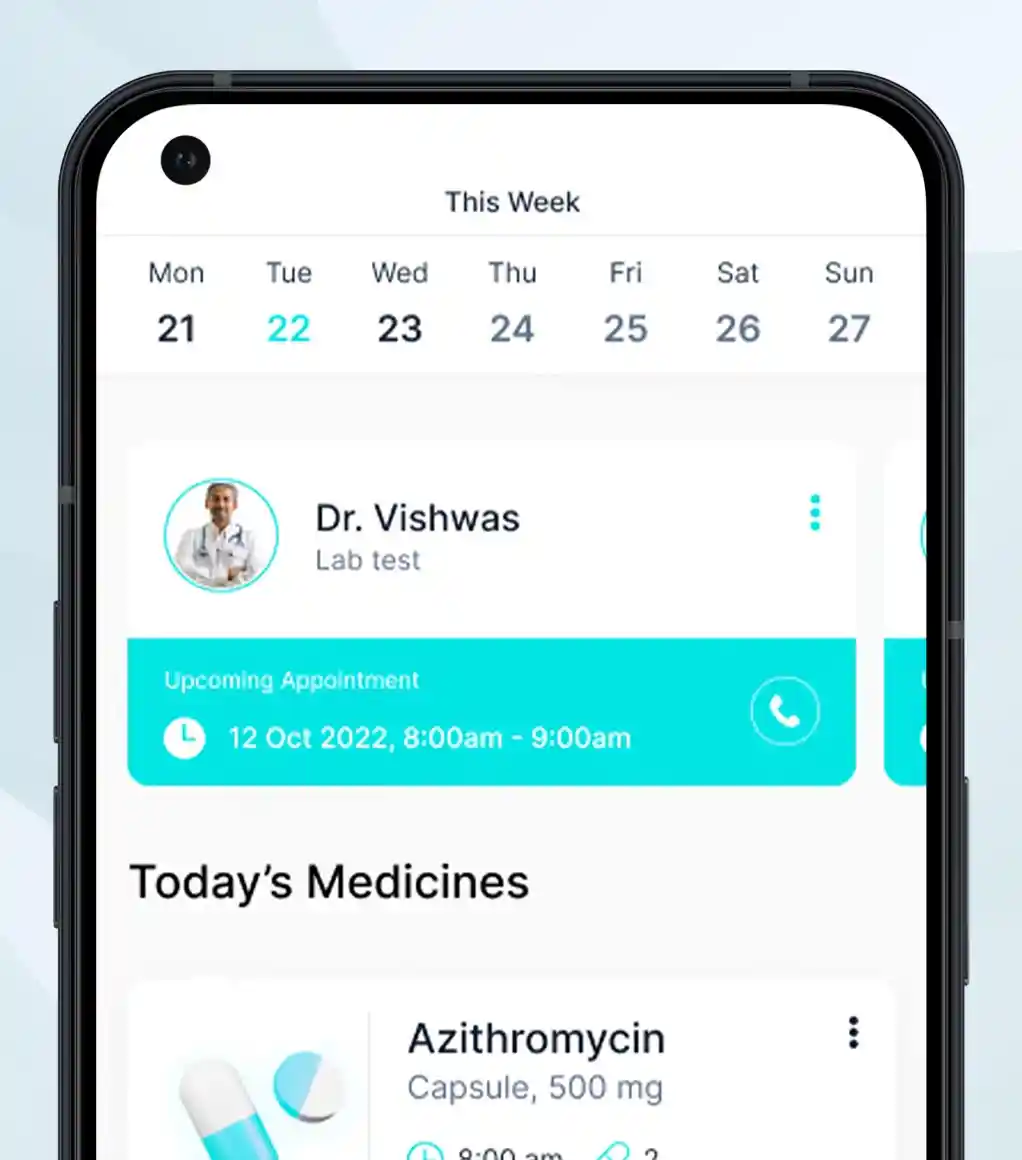 This Week
Mon Tue Wed Thu Fri Sat Sun
21 22 23 24 25 26 27
Dr. Vishwas
Lab test
Upcoming Appointment
12 Oct 2022, 8:00am - 9:00am
Today’s Medicines
Azithromycin
Capsule, 500 mg
8:00 am 2